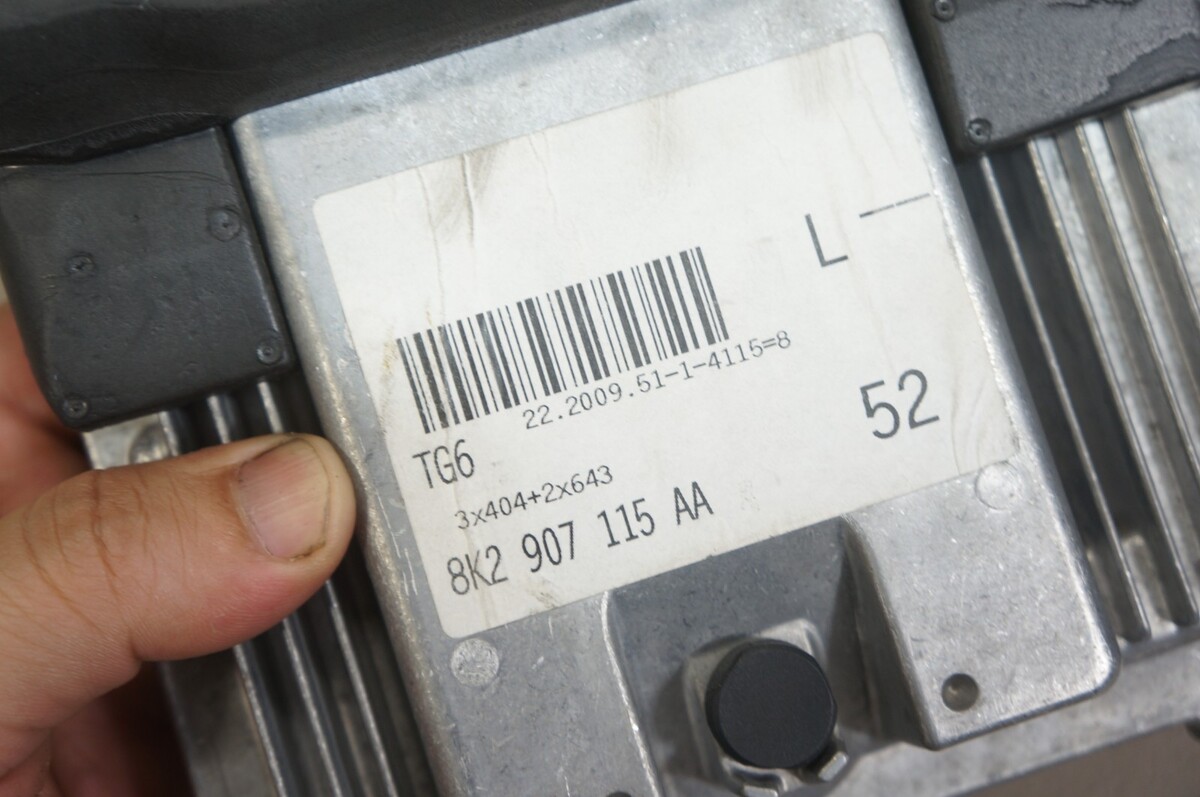 L ---
22.2009.51-1-4115=8
52
TG6
3x404+2x643
8K2 907 115 AA